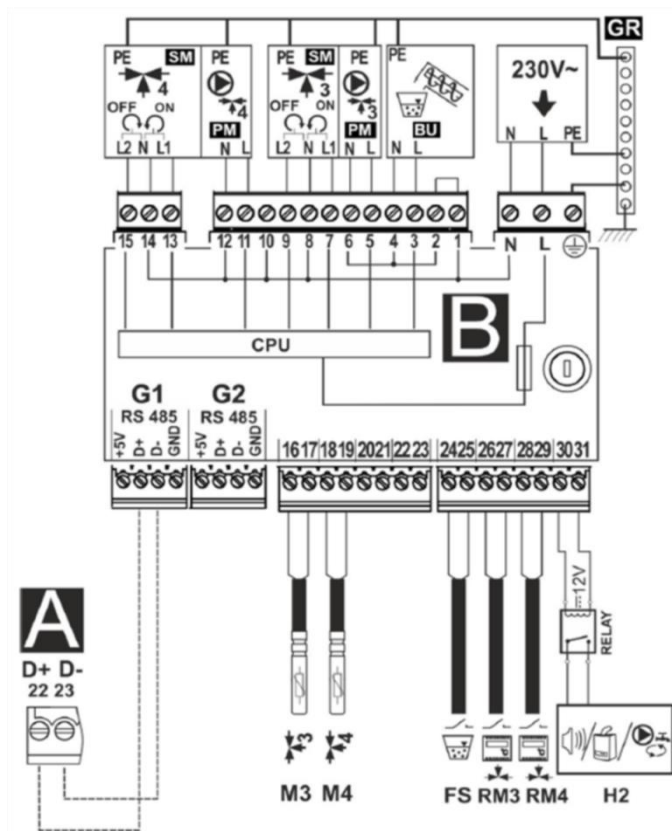 GR
PE SM PE PE SM PE PE
4 4 3 3
230V~
OFF ON OFF ON
PM PM BU
L2 N L1 N L L2 N L1 N L N L N L PE
15 14 13 12 11 10 9 8 7 6 5 4 3 2 1 N L
B
CPU
G1 G2
RS 485 RS 485
+5V D+ D- GND +5V D+ D- GND
16 17 18 19 20 21 22 23 24 25 26 27 28 29 30 31
A
12V
RELAY
D+ D-
22 23
3 4
M3 M4 FS RM3 RM4 H2